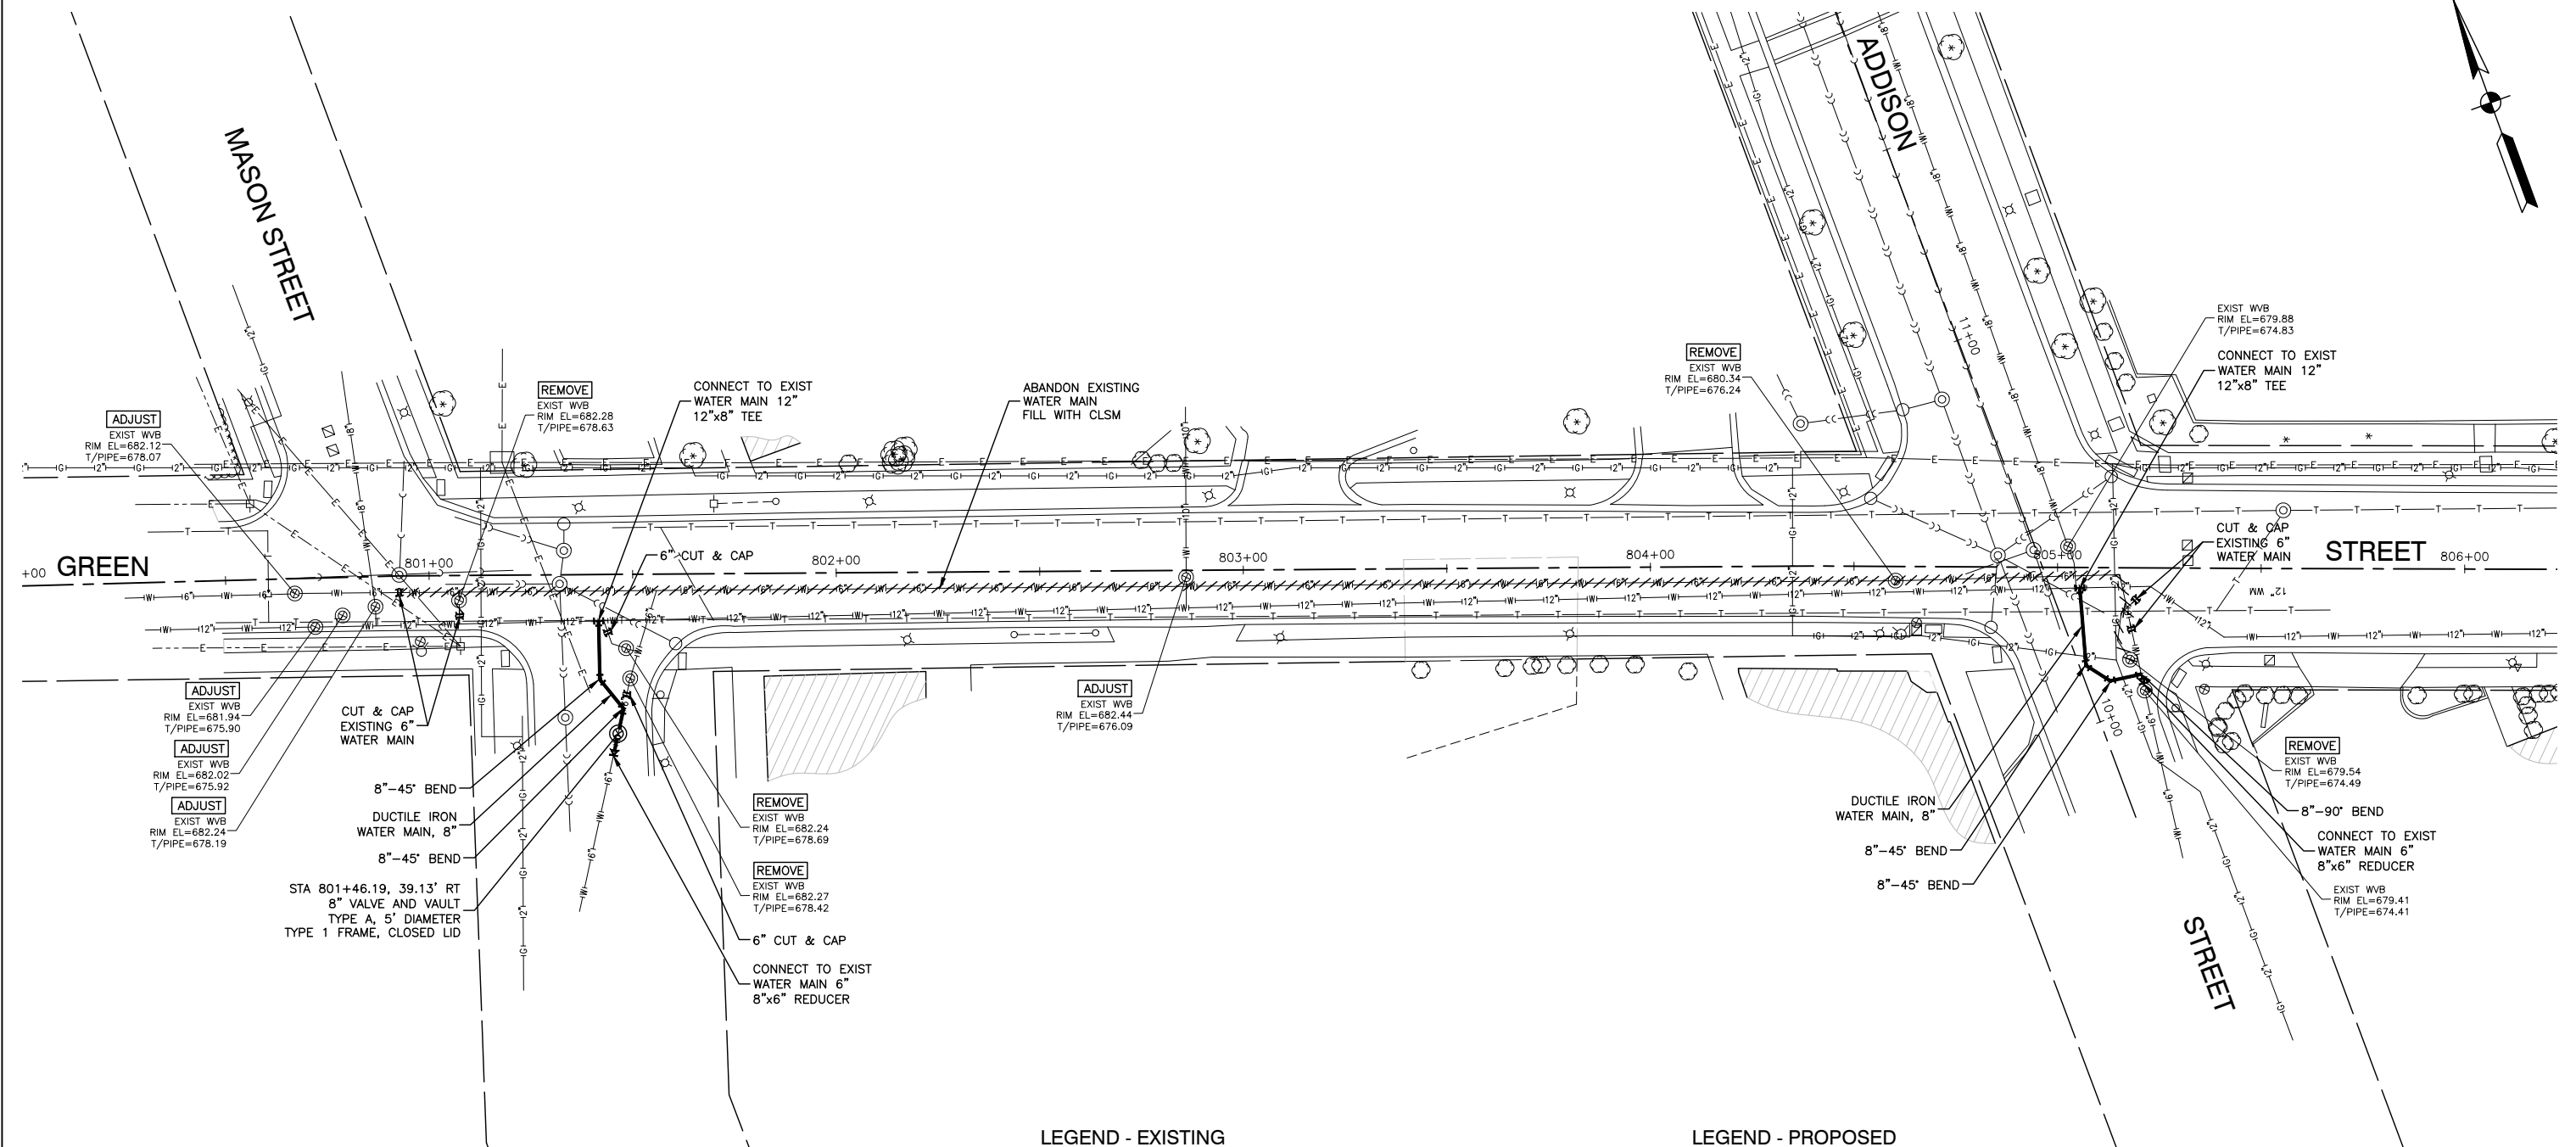 MASON STREET
ADDISON
EXIST WVB
RIM EL=679.88
T/PIPE=674.83
CONNECT TO EXIST
WATER MAIN 12"
12"x8" TEE
REMOVE
EXIST WVB
RIM EL=680.34
T/PIPE=676.24
11+00
ADJUST
EXIST WVB
RIM EL=682.12
T/PIPE=678.07
REMOVE
EXIST WVB
RIM EL=682.28
T/PIPE=678.63
CONNECT TO EXIST
WATER MAIN 12"
12"x8" TEE
ABANDON EXISTING
WATER MAIN
FILL WITH CLSM
6" CUT & CAP
CUT & CAP
EXISTING 6"
WATER MAIN
+00
GREEN
801+00
802+00
803+00
804+00
805+00
STREET
806+00
12" WM
ADJUST
EXIST WVB
RIM EL=681.94
T/PIPE=675.90
ADJUST
EXIST WVB
RIM EL=682.02
T/PIPE=675.92
ADJUST
EXIST WVB
RIM EL=682.24
T/PIPE=678.19
CUT & CAP
EXISTING 6"
WATER MAIN
8"-45° BEND
DUCTILE IRON
WATER MAIN, 8"
8"-45° BEND
STA 801+46.19, 39.13' RT
8" VALVE AND VAULT
TYPE A, 5' DIAMETER
TYPE 1 FRAME, CLOSED LID
REMOVE
EXIST WVB
RIM EL=682.24
T/PIPE=678.69
REMOVE
EXIST WVB
RIM EL=682.27
T/PIPE=678.42
6" CUT & CAP
CONNECT TO EXIST
WATER MAIN 6"
8"x6" REDUCER
ADJUST
EXIST WVB
RIM EL=682.44
T/PIPE=676.09
10+00
DUCTILE IRON
WATER MAIN, 8"
8"-45° BEND
8"-45° BEND
REMOVE
EXIST WVB
RIM EL=679.54
T/PIPE=674.49
8"-90° BEND
CONNECT TO EXIST
WATER MAIN 6"
8"x6" REDUCER
EXIST WVB
RIM EL=679.41
T/PIPE=674.41
STREET
LEGEND - EXISTING
LEGEND - PROPOSED